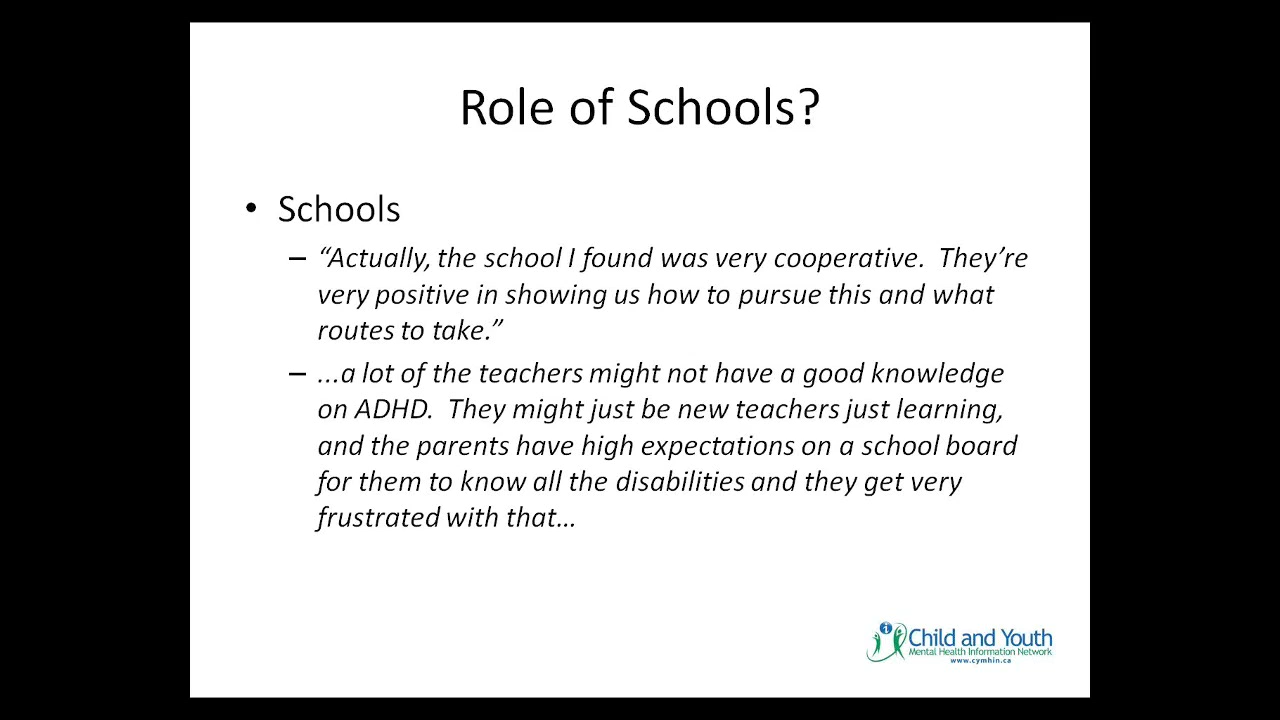 Role of Schools?
• Schools
– “Actually, the school I found was very cooperative.  They’re
very positive in showing us how to pursue this and what
routes to take.”
– ...a lot of the teachers might not have a good knowledge
on ADHD.  They might just be new teachers just learning,
and the parents have high expectations on a school board
for them to know all the disabilities and they get very
frustrated with that…
i
Child and Youth
Mental Health Information Network
www.cymhin.ca